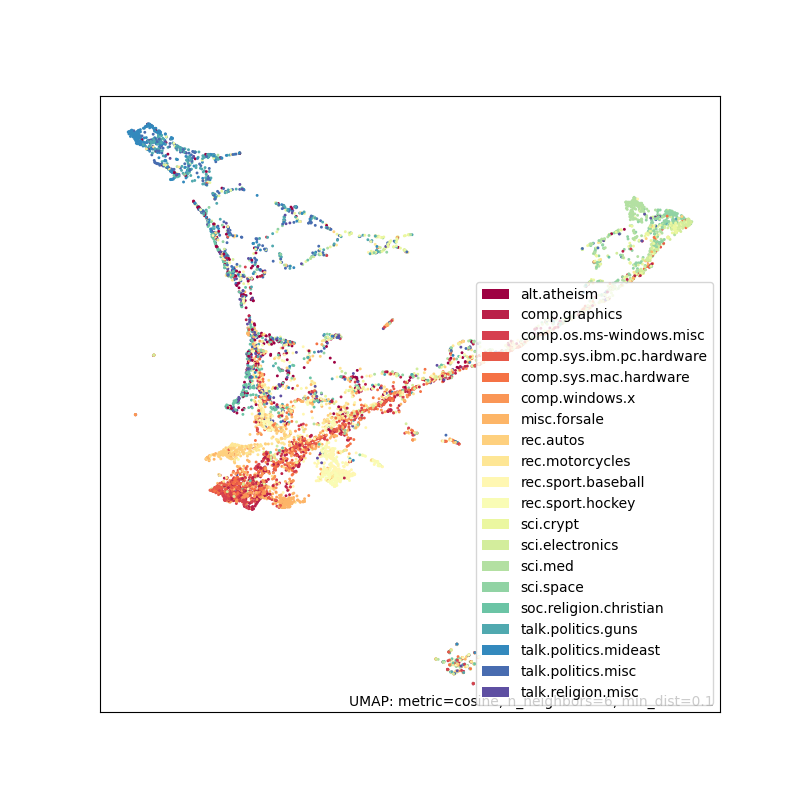 alt.atheism
comp.graphics
comp.os.ms-windows.misc
comp.sys.ibm.pc.hardware
comp.sys.mac.hardware
comp.windows.x
misc.forsale
rec.autos
rec.motorcycles
rec.sport.baseball
rec.sport.hockey
sci.crypt
sci.electronics
sci.med
sci.space
soc.religion.christian
talk.politics.guns
talk.politics.mideast
talk.politics.misc
talk.religion.misc
UMAP: metric=cosine, n_neighbors=6, min_dist=0.1